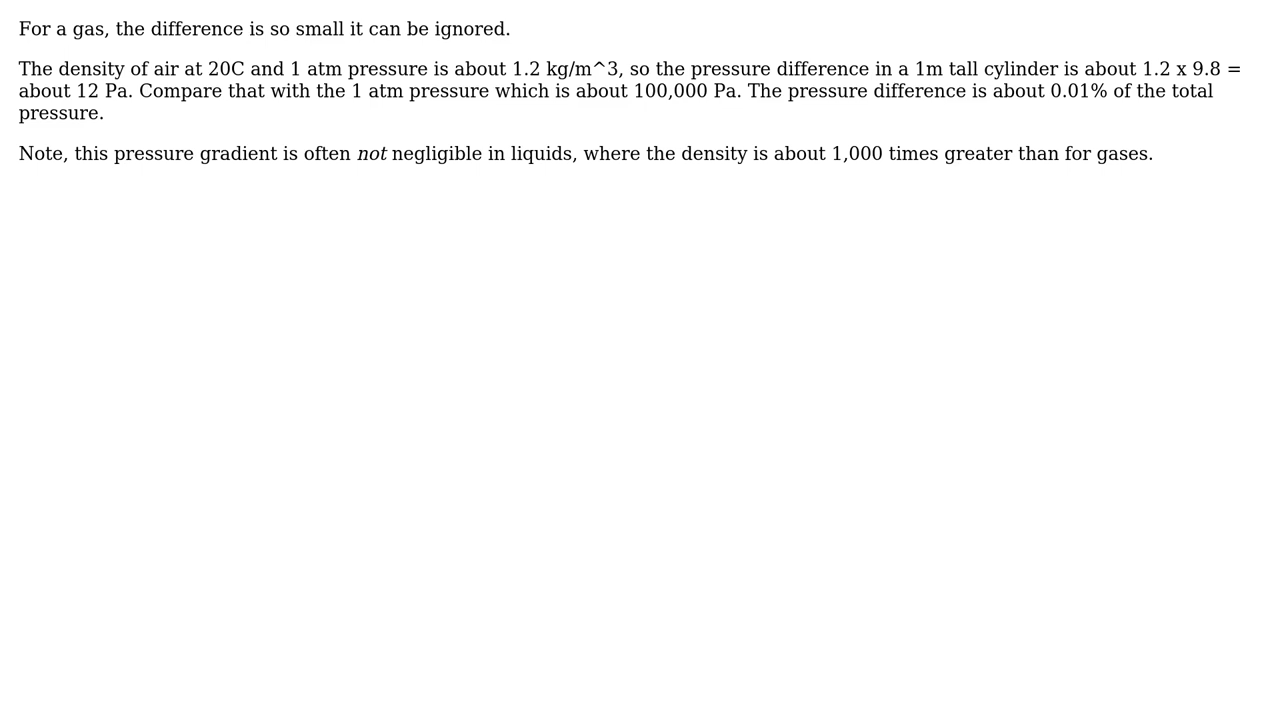 For a gas, the difference is so small it can be ignored.
The density of air at 20C and 1 atm pressure is about 1.2 kg/m^3, so the pressure difference in a 1m tall cylinder is about 1.2 x 9.8 =
about 12 Pa. Compare that with the 1 atm pressure which is about 100,000 Pa. The pressure difference is about 0.01% of the total
pressure.
Note, this pressure gradient is often not negligible in liquids, where the density is about 1,000 times greater than for gases.